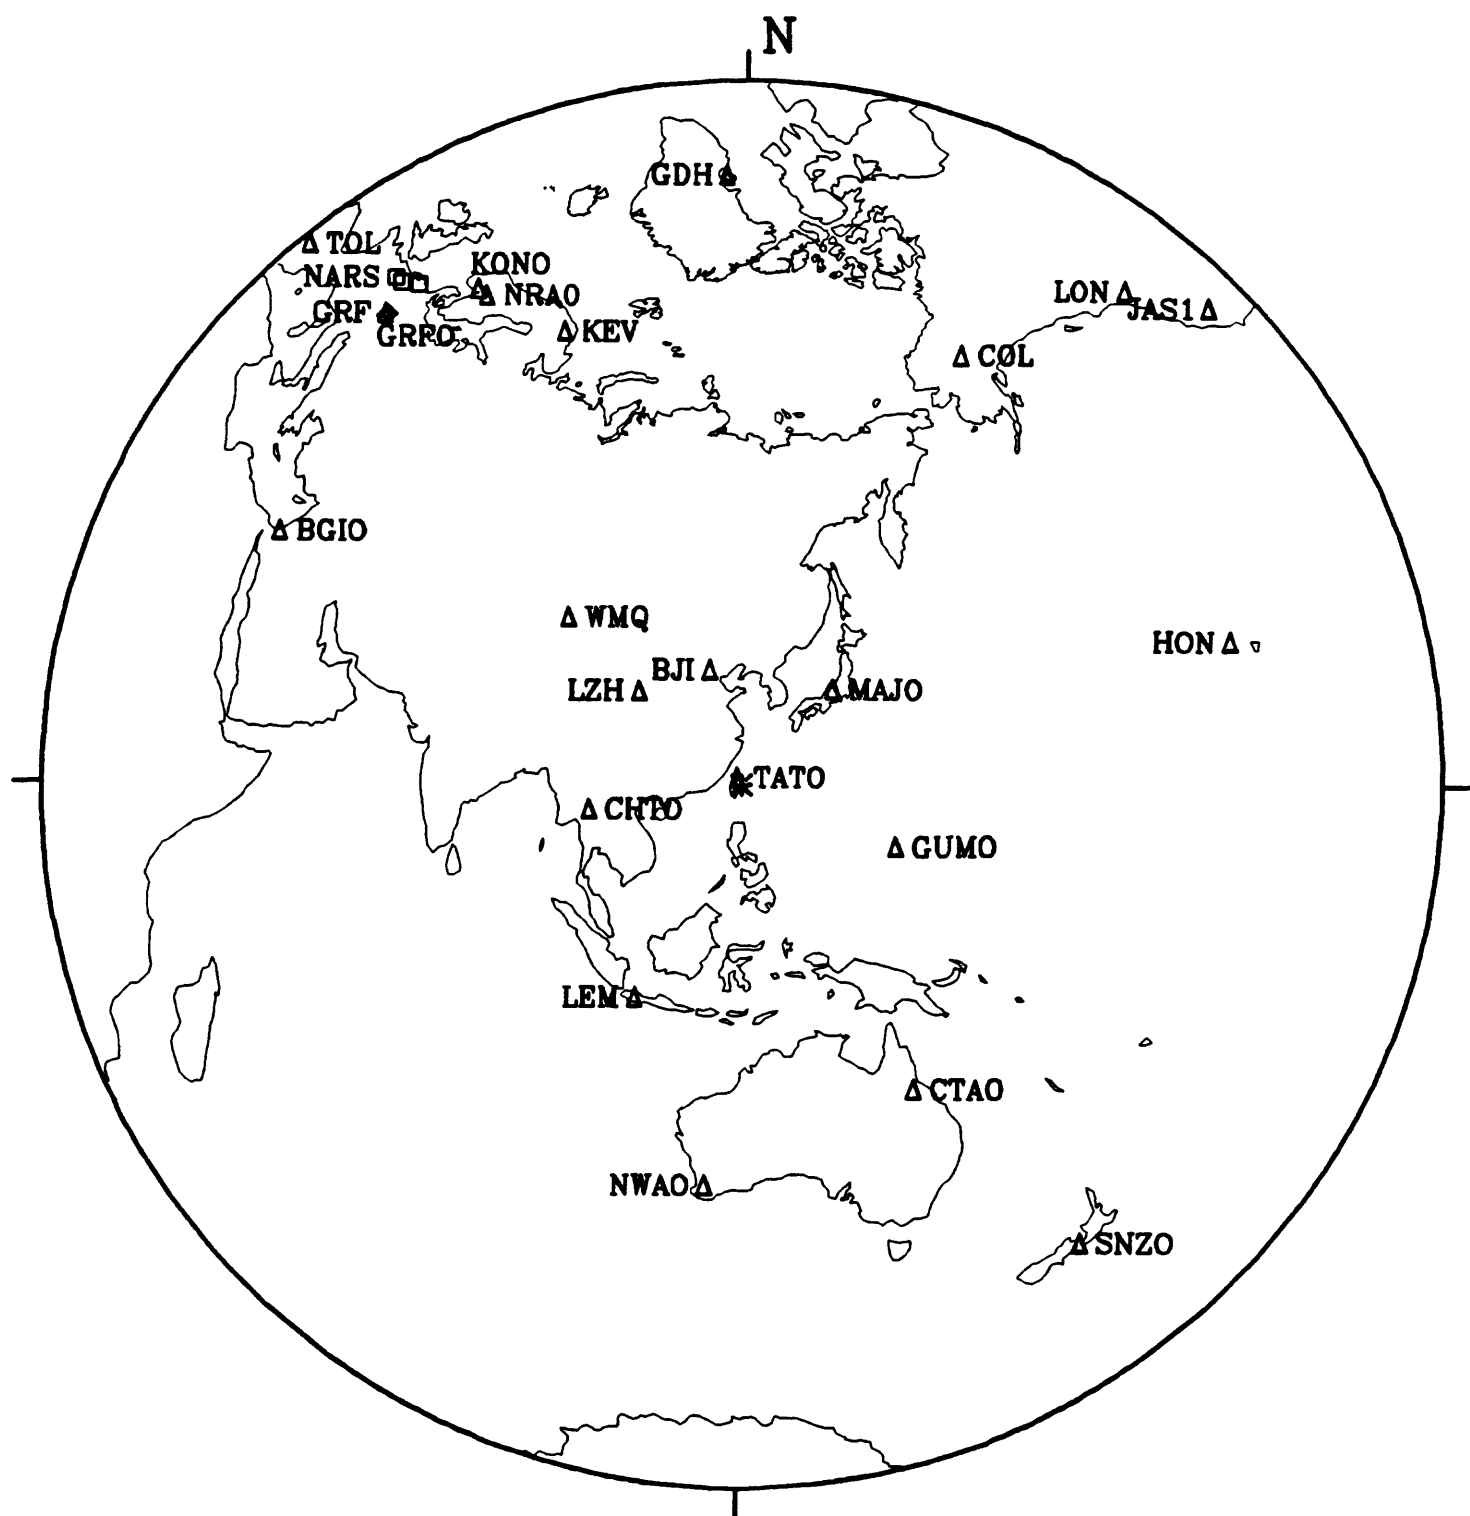 N
GDH
TOL
KONO
NARS
NRAO
LON
JAS1
GRF
GRFO
KEV
COL
BGIO
WMQ
HON
BJI
LZH
MAJO
TATO
CHTO
GUMO
LEM
CTAO
NWAO
SNZO